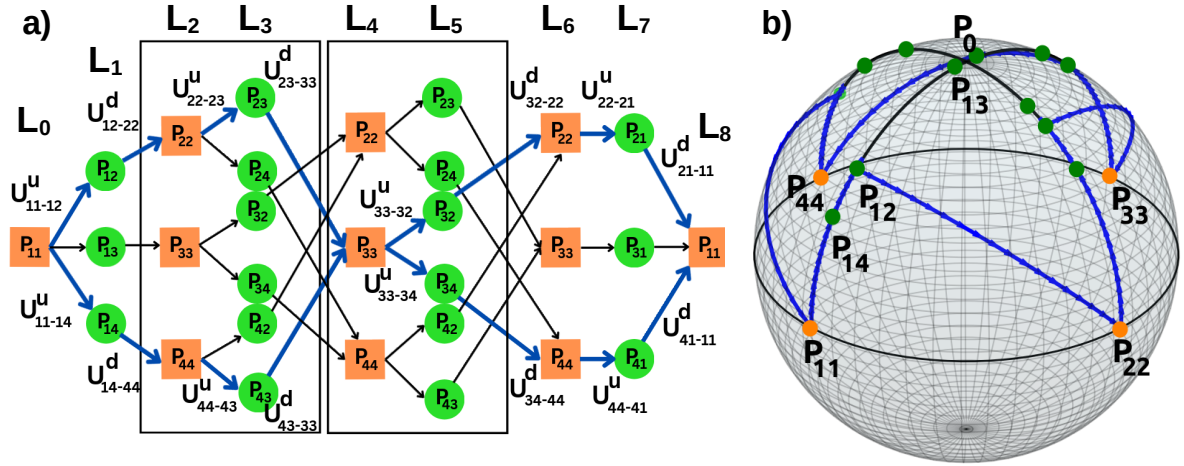 a)
L0
L1
L2
L3
L4
L5
L6
L7
L8
P11
P12
P13
P14
P22
P33
P44
P23
P24
P32
P34
P42
P43
P22
P33
P44
P23
P24
P32
P34
P42
P43
P22
P33
P44
P21
P31
P41
P11
U^u_11-12
U^d_12-22
U^u_22-23
U^d_23-33
U^u_11-14
U^d_14-44
U^u_44-43
U^d_43-33
U^u_33-32
U^u_33-34
U^d_32-22
U^u_22-21
U^d_21-11
U^d_34-44
U^u_44-41
U^d_41-11
b)
P0
P13
P44
P12
P14
P33
P11
P22